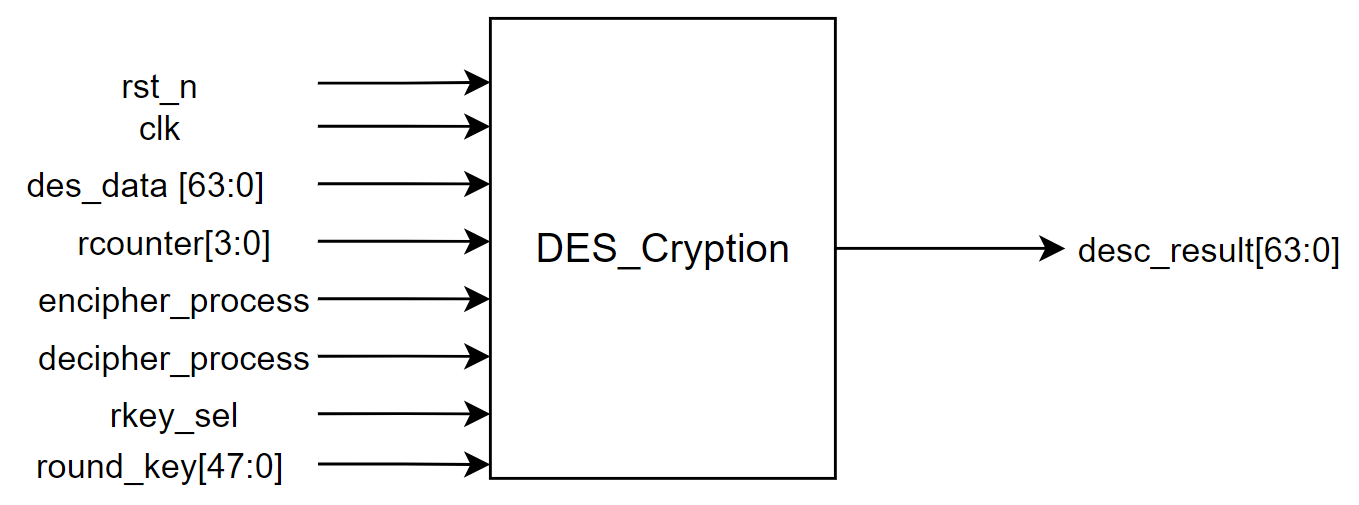 rst_n
clk
des_data [63:0]
rcounter[3:0]
encipher_process
decipher_process
rkey_sel
round_key[47:0]
DES_Cryption
desc_result[63:0]